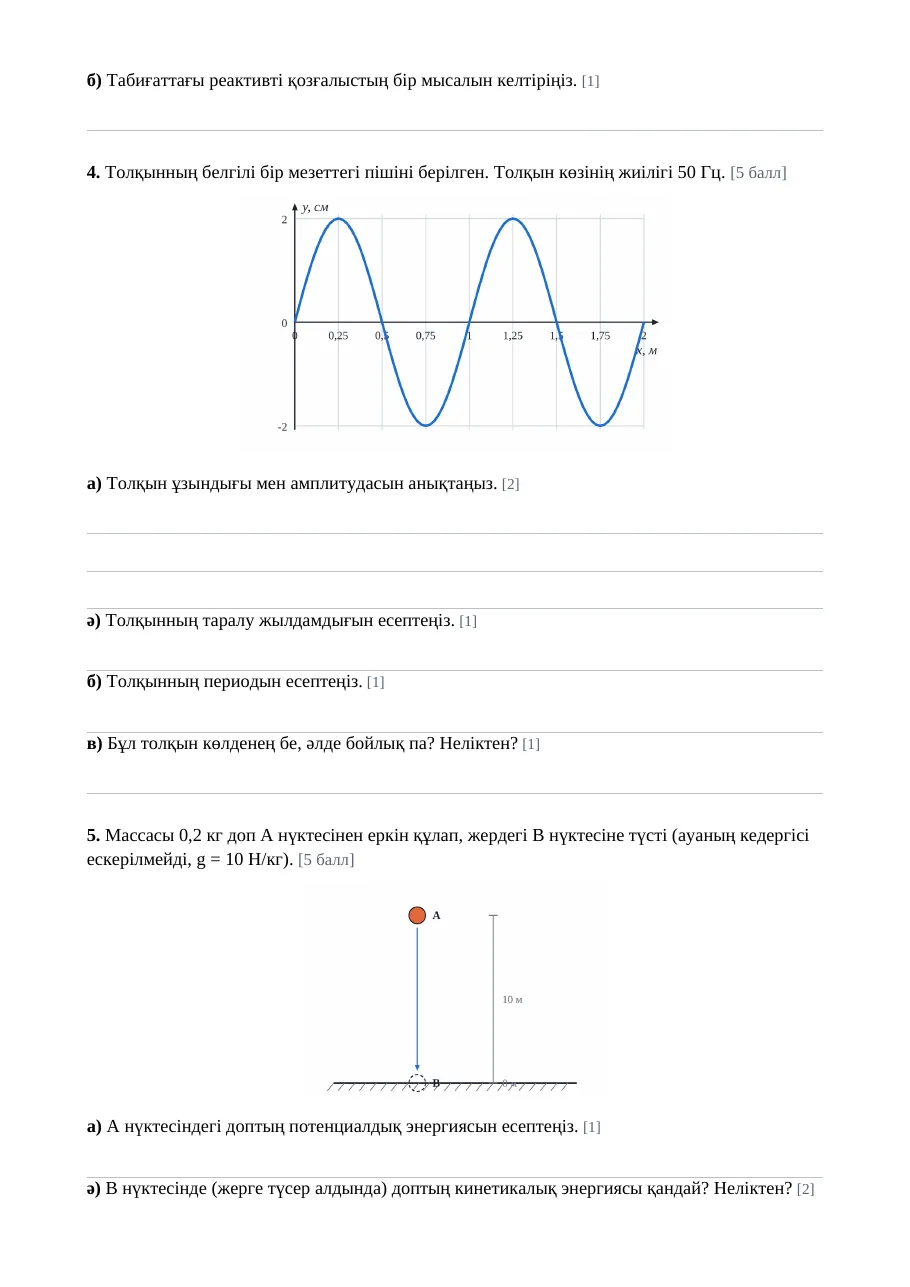 б) Табиғаттағы реактивті қозғалыстың бір мысалын келтіріңіз. [1]
4. Толқынның белгілі бір мезеттегі пішіні берілген. Толқын көзінің жиілігі 50 Гц. [5 балл]
y, см
2
0
0 0,25 0,5 0,75 1 1,25 1,5 1,75 2
x, м
-2
а) Толқын ұзындығы мен амплитудасын анықтаңыз. [2]
ә) Толқынның таралу жылдамдығын есептеңіз. [1]
б) Толқынның периодын есептеңіз. [1]
в) Бұл толқын көлденең бе, әлде бойлық па? Неліктен? [1]
5. Массасы 0,2 кг доп А нүктесінен еркін құлап, жердегі В нүктесіне түсті (ауаның кедергісі
ескерілмейді, g = 10 Н/кг). [5 балл]
А
10 м
В 0 м
а) А нүктесіндегі доптың потенциалдық энергиясын есептеңіз. [1]
ә) В нүктесінде (жерге түсер алдында) доптың кинетикалық энергиясы қандай? Неліктен? [2]